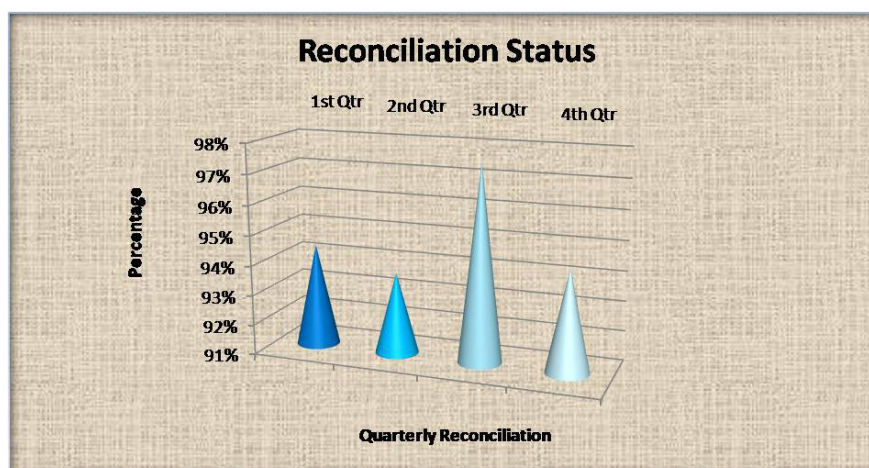 Reconciliation Status
1st Qtr 2nd Qtr 3rd Qtr 4th Qtr
98%
97%
96%
95%
94%
93%
92%
91%
Percentage
Quarterly Reconciliation